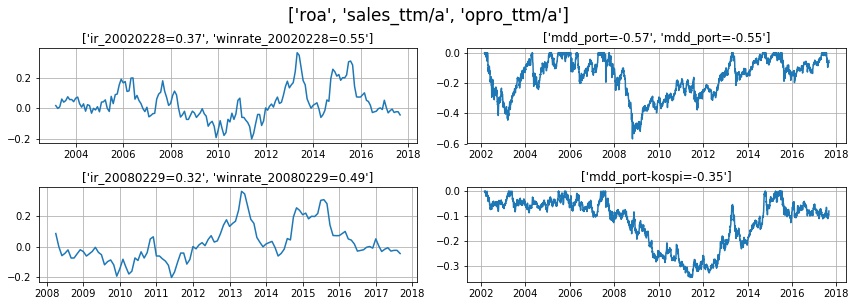 ['roa', 'sales_ttm/a', 'opro_ttm/a']
['ir_20020228=0.37', 'winrate_20020228=0.55']
0.2
0.0
−0.2
2004 2006 2008 2010 2012 2014 2016 2018
['mdd_port=-0.57', 'mdd_port=-0.55']
0.0
−0.2
−0.4
−0.6
2002 2004 2006 2008 2010 2012 2014 2016 2018
['ir_20080229=0.32', 'winrate_20080229=0.49']
0.2
0.0
−0.2
2008 2009 2010 2011 2012 2013 2014 2015 2016 2017 2018
['mdd_port-kospi=-0.35']
0.0
−0.1
−0.2
−0.3
2002 2004 2006 2008 2010 2012 2014 2016 2018